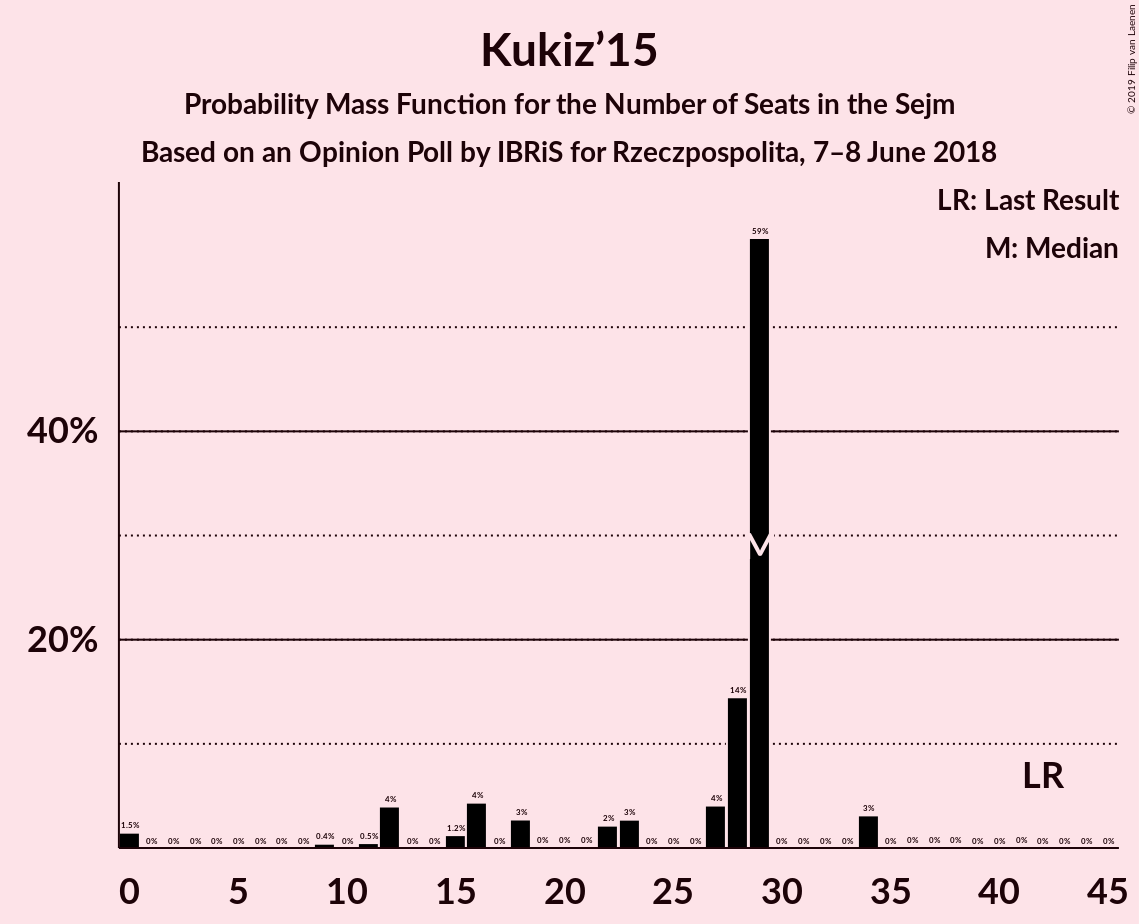 Kukiz’15
Probability Mass Function for the Number of Seats in the Sejm
Based on an Opinion Poll by IBRiS for Rzeczpospolita, 7–8 June 2018
© 2019 Filip van Laenen
LR: Last Result
M: Median
59%
40%
20%
14%
LR
1.5% 0% 0% 0% 0% 0% 0% 0% 0% 0.4% 0% 0.5% 4% 0% 0% 1.2% 4% 0% 3% 0% 0% 0% 2% 3% 0% 0% 0% 4% 0% 0% 0% 0% 3% 0% 0% 0% 0% 0% 0% 0% 0% 0% 0% 0%
0 5 10 15 20 25 30 35 40 45